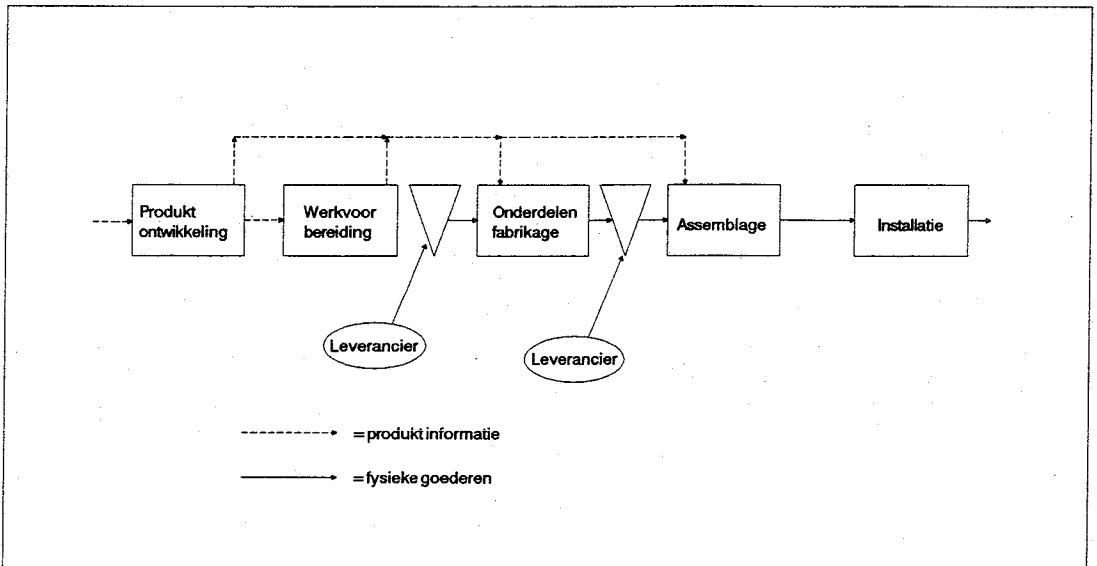 Produkt
ontwikkeling
Werkvoor
bereiding
Onderdelen
fabrikage
Assemblage
Installatie
Leverancier
Leverancier
= produkt informatie
= fysieke goederen